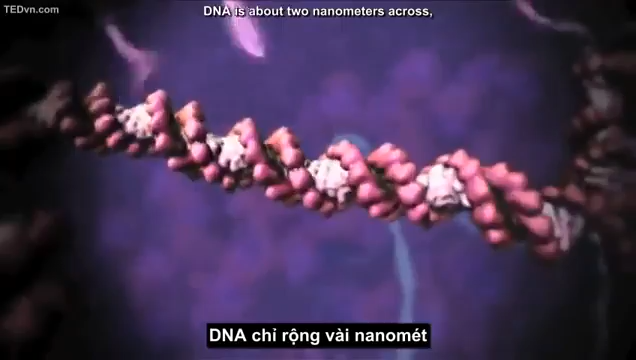 TEDvn.com
DNA is about two nanometers across,
DNA chỉ rộng vài nanomét